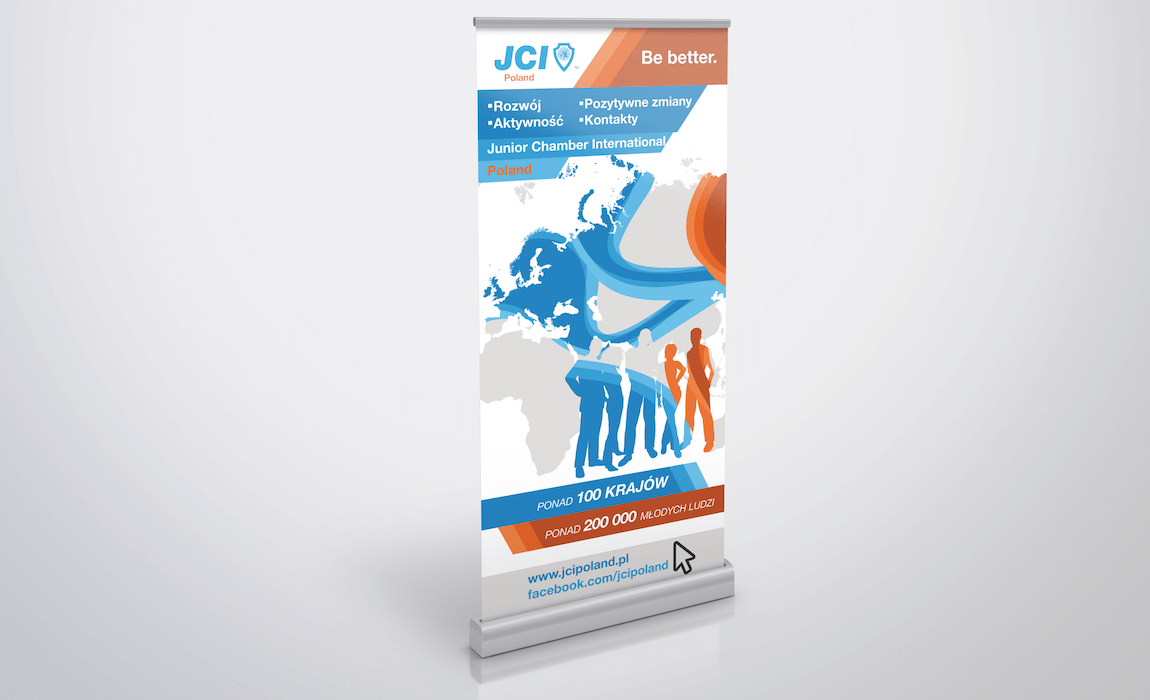 JCI
TM
Poland
Be better.
▪Rozwój
▪Aktywność
▪Pozytywne zmiany
▪Kontakty
Junior Chamber International
Poland
PONAD 100 KRAJÓW
PONAD 200 000 MŁODYCH LUDZI
www.jcipoland.pl
facebook.com/jcipoland